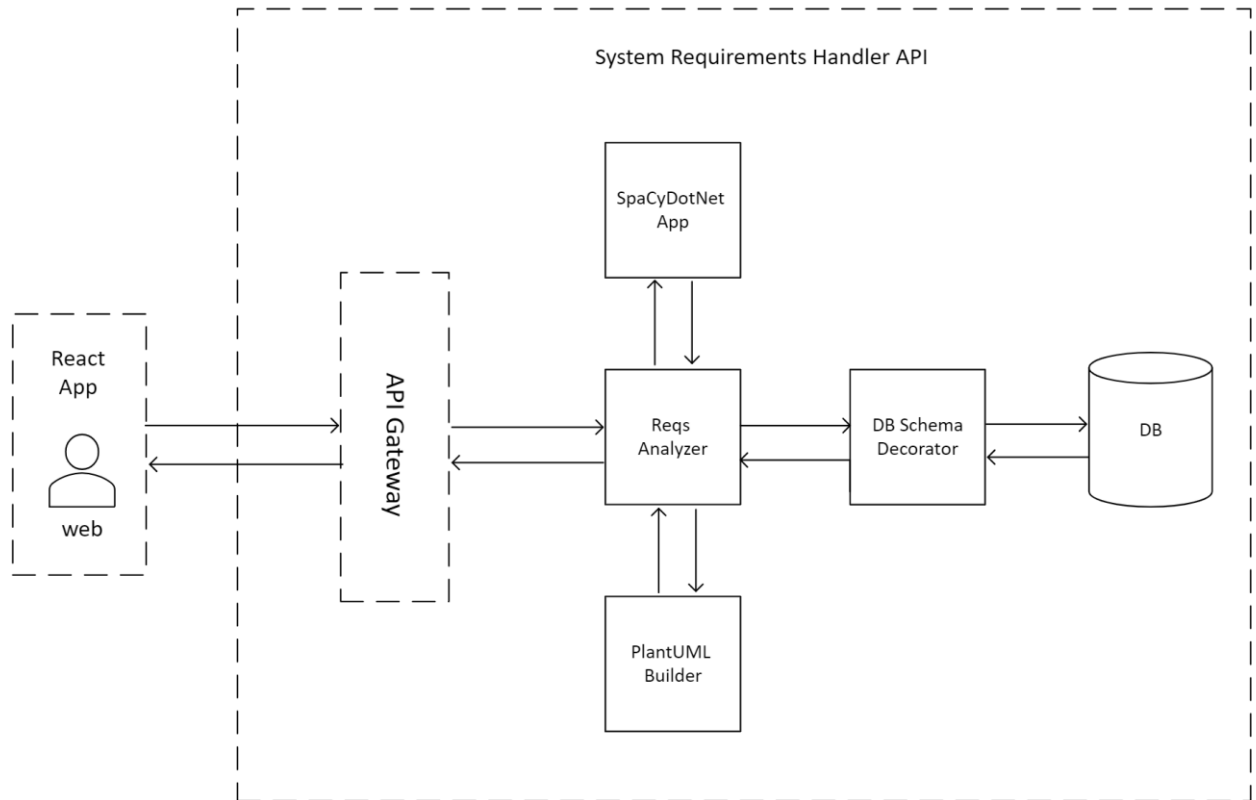 System Requirements Handler API
SpaCyDotNet
App
React
App
web
API Gateway
Reqs
Analyzer
DB Schema
Decorator
DB
PlantUML
Builder